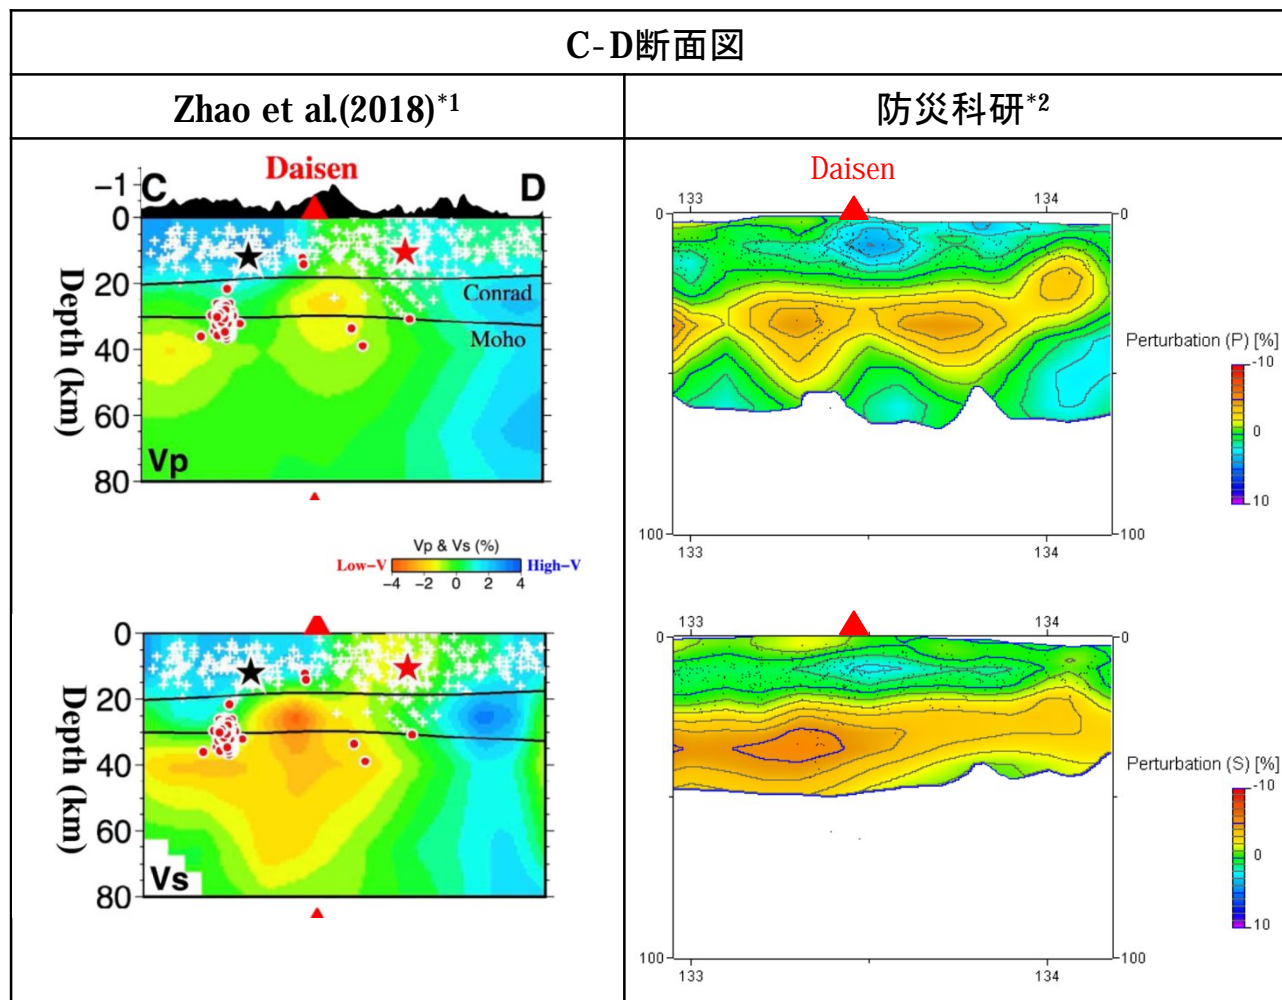 C-D断面図
Zhao et al.(2018)*1
防災科研*2
Daisen
C
D
−1
0
20
40
60
80
Depth (km)
Conrad
Moho
Vp
Vp & Vs (%)
Low−V
High−V
−4 −2 0 2 4
0
20
40
60
80
Depth (km)
Vs
Daisen
133 134
0 0
100 100
133 134
Perturbation (P) [%]
-10
0
10
133 134
0 0
100 100
133 134
Perturbation (S) [%]
-10
0
10